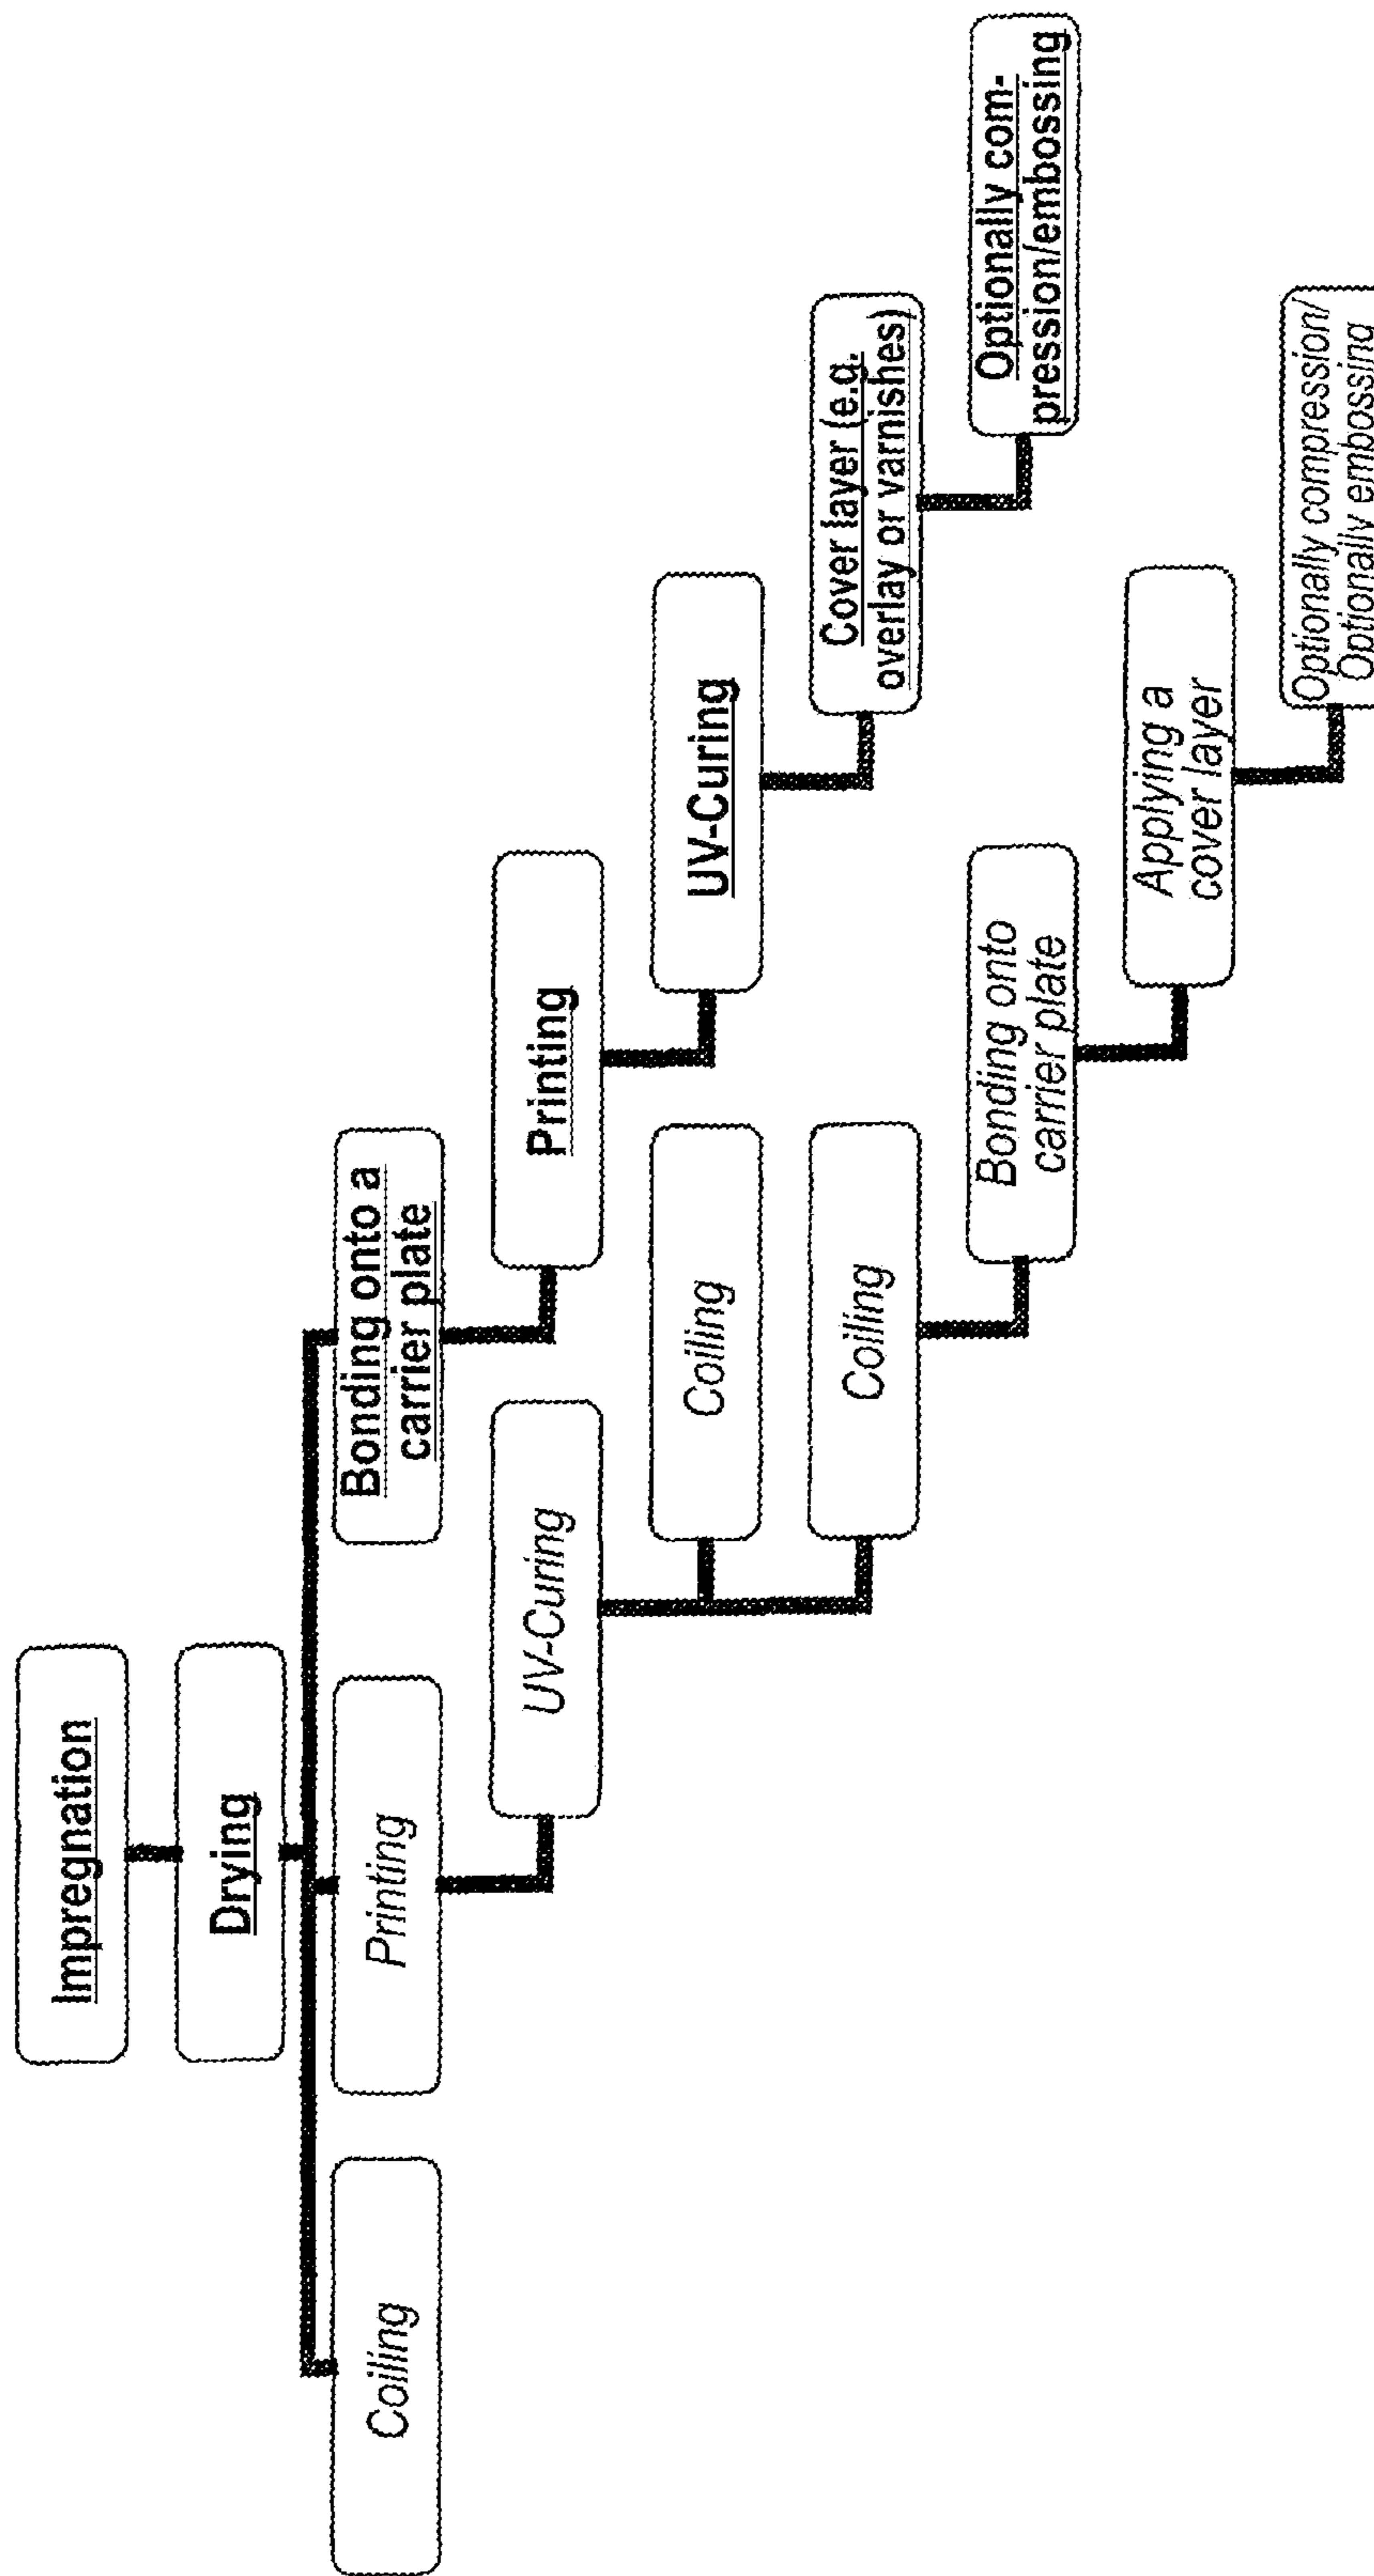 Impregnation
Drying
Coiling
Printing
Bonding onto a
carrier plate
UV-Curing
Printing
Coiling
UV-Curing
Coiling
Cover layer (e.g.
overlay or varnishes)
Bonding onto
carrier plate
Optionally com-
pression/embossing
Applying a
cover layer
Optionally compression/
Optionally embossing